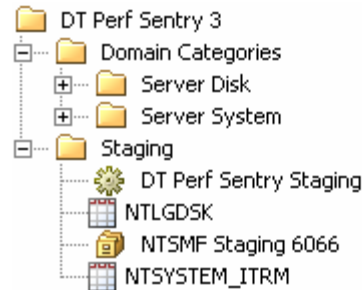 DT Perf Sentry 3
Domain Categories
Server Disk
Server System
Staging
DT Perf Sentry Staging
NTLGDSK
NTSMF Staging 6066
NTSYSTEM_ITRM